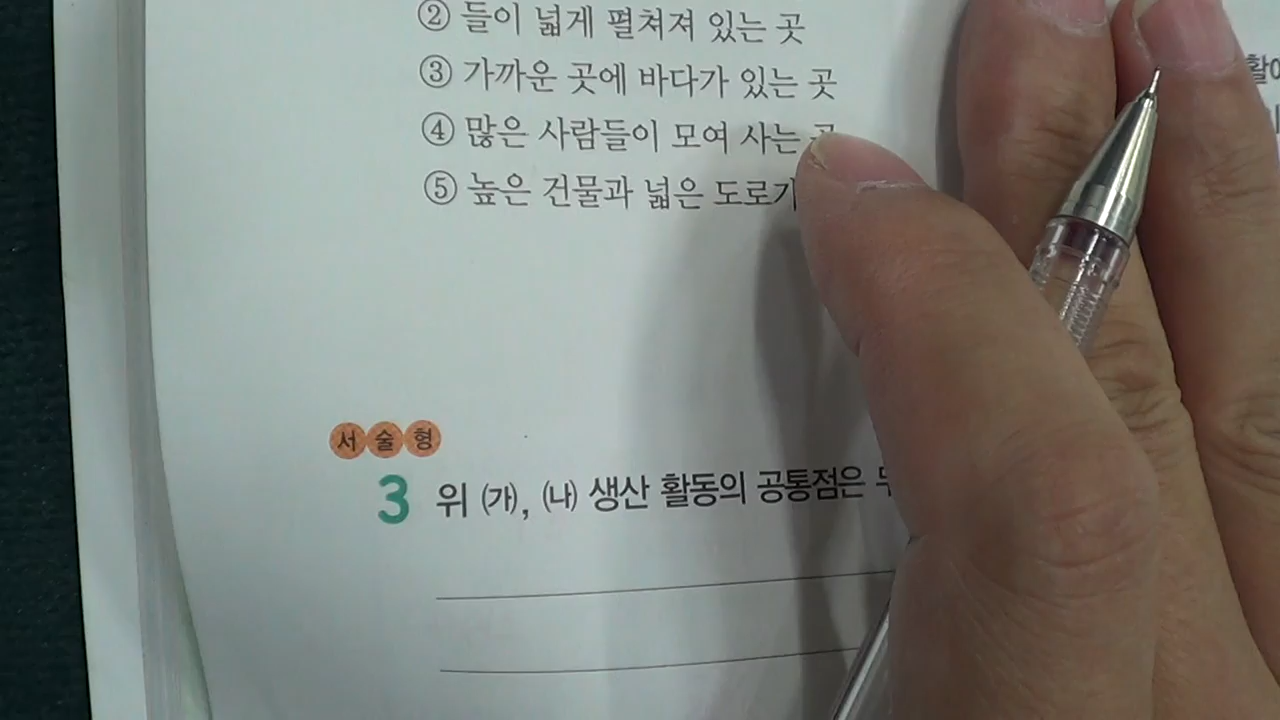 ② 들이 넓게 펼쳐져 있는 곳
③ 가까운 곳에 바다가 있는 곳
④ 많은 사람들이 모여 사는
⑤ 높은 건물과 넓은 도로가
서술형
3 위 ㈎, ㈏ 생산 활동의 공통점은